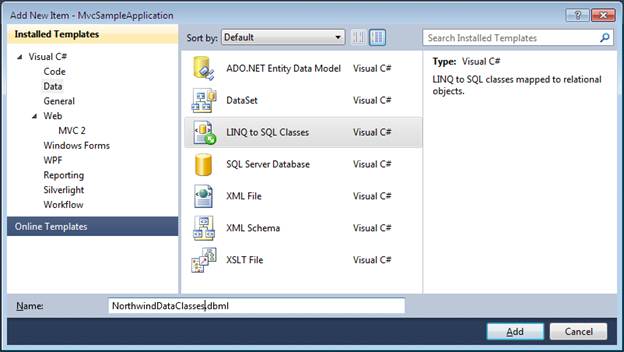 Add New Item - MvcSampleApplication
Installed Templates
Visual C#
Code
Data
General
Web
MVC 2
Windows Forms
WPF
Reporting
Silverlight
Workflow
Online Templates
Sort by: Default
ADO.NET Entity Data Model Visual C#
DataSet Visual C#
LINQ to SQL Classes Visual C#
SQL Server Database Visual C#
XML File Visual C#
XML Schema Visual C#
XSLT File Visual C#
Search Installed Templates
Type: Visual C#
LINQ to SQL classes mapped to relational
objects.
Name: NorthwindDataClasses.dbml
Add Cancel